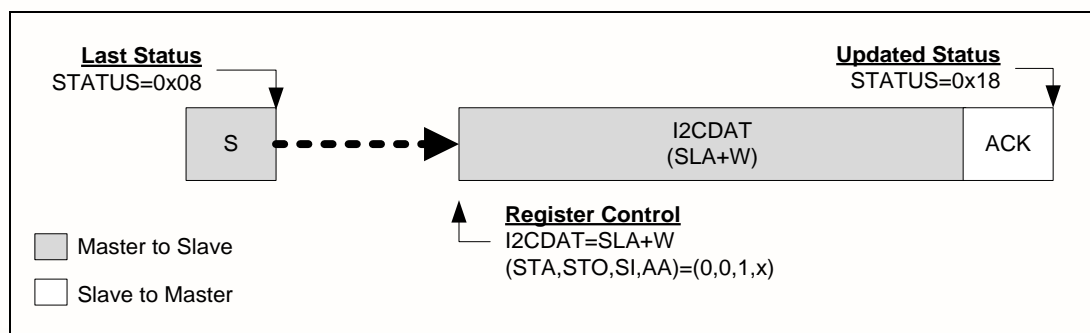 Last Status
STATUS=0x08
Updated Status
STATUS=0x18
S
I2CDAT
(SLA+W)
ACK
Register Control
I2CDAT=SLA+W
(STA,STO,SI,AA)=(0,0,1,x)
Master to Slave
Slave to Master